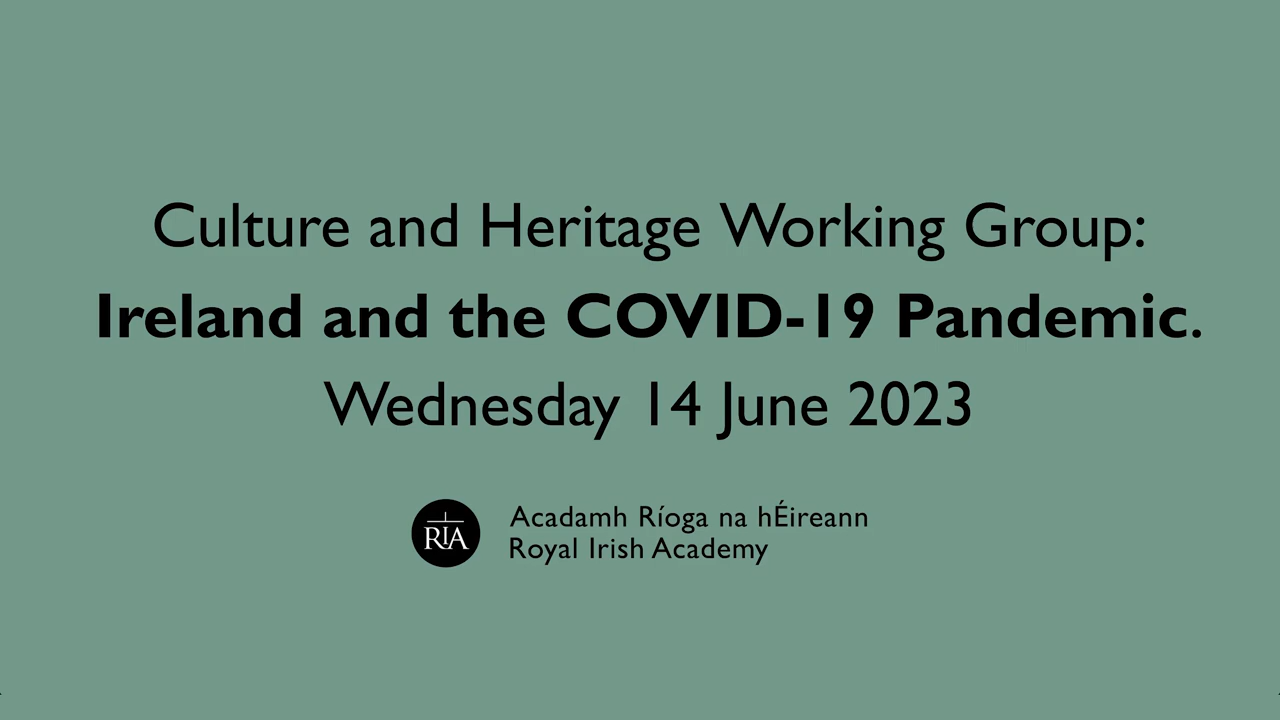 Culture and Heritage Working Group:
Ireland and the COVID-19 Pandemic.
Wednesday 14 June 2023
RIA
Acadamh Ríoga na hÉireann
Royal Irish Academy